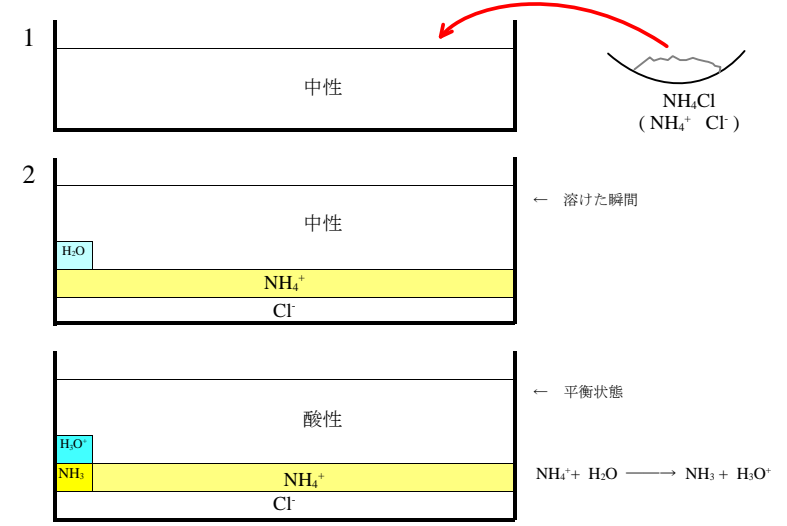 1
中性
NH₄Cl
( NH₄⁺ Cl⁻ )
2
← 溶けた瞬間
中性
H₂O
NH₄⁺
Cl⁻
← 平衡状態
酸性
H₃O⁺
NH₃
NH₄⁺
NH₄⁺+ H₂O ⟶ NH₃ + H₃O⁺
Cl⁻